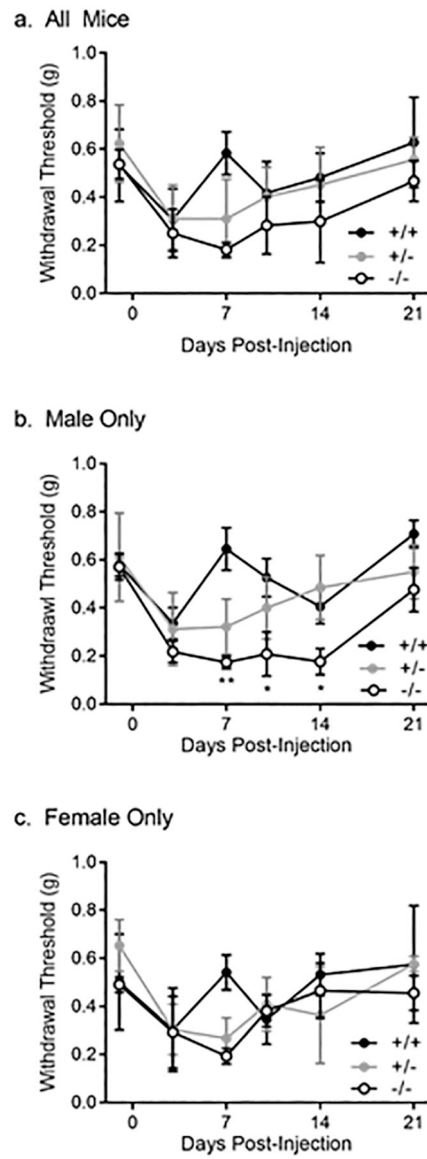 a. All Mice
Withdrawal Threshold (g)
1.0
0.8
0.6
0.4
0.2
0.0
+/+
+/-
-/-
0 7 14 21
Days Post-Injection
b. Male Only
Withdraawl Threshold (g)
1.0
0.8
0.6
0.4
0.2
0.0
** * *
+/+
+/-
-/-
0 7 14 21
Days Post-Injection
c. Female Only
Withdrawal Threshold (g)
1.0
0.8
0.6
0.4
0.2
0.0
+/+
+/-
-/-
0 7 14 21
Days Post-Injection